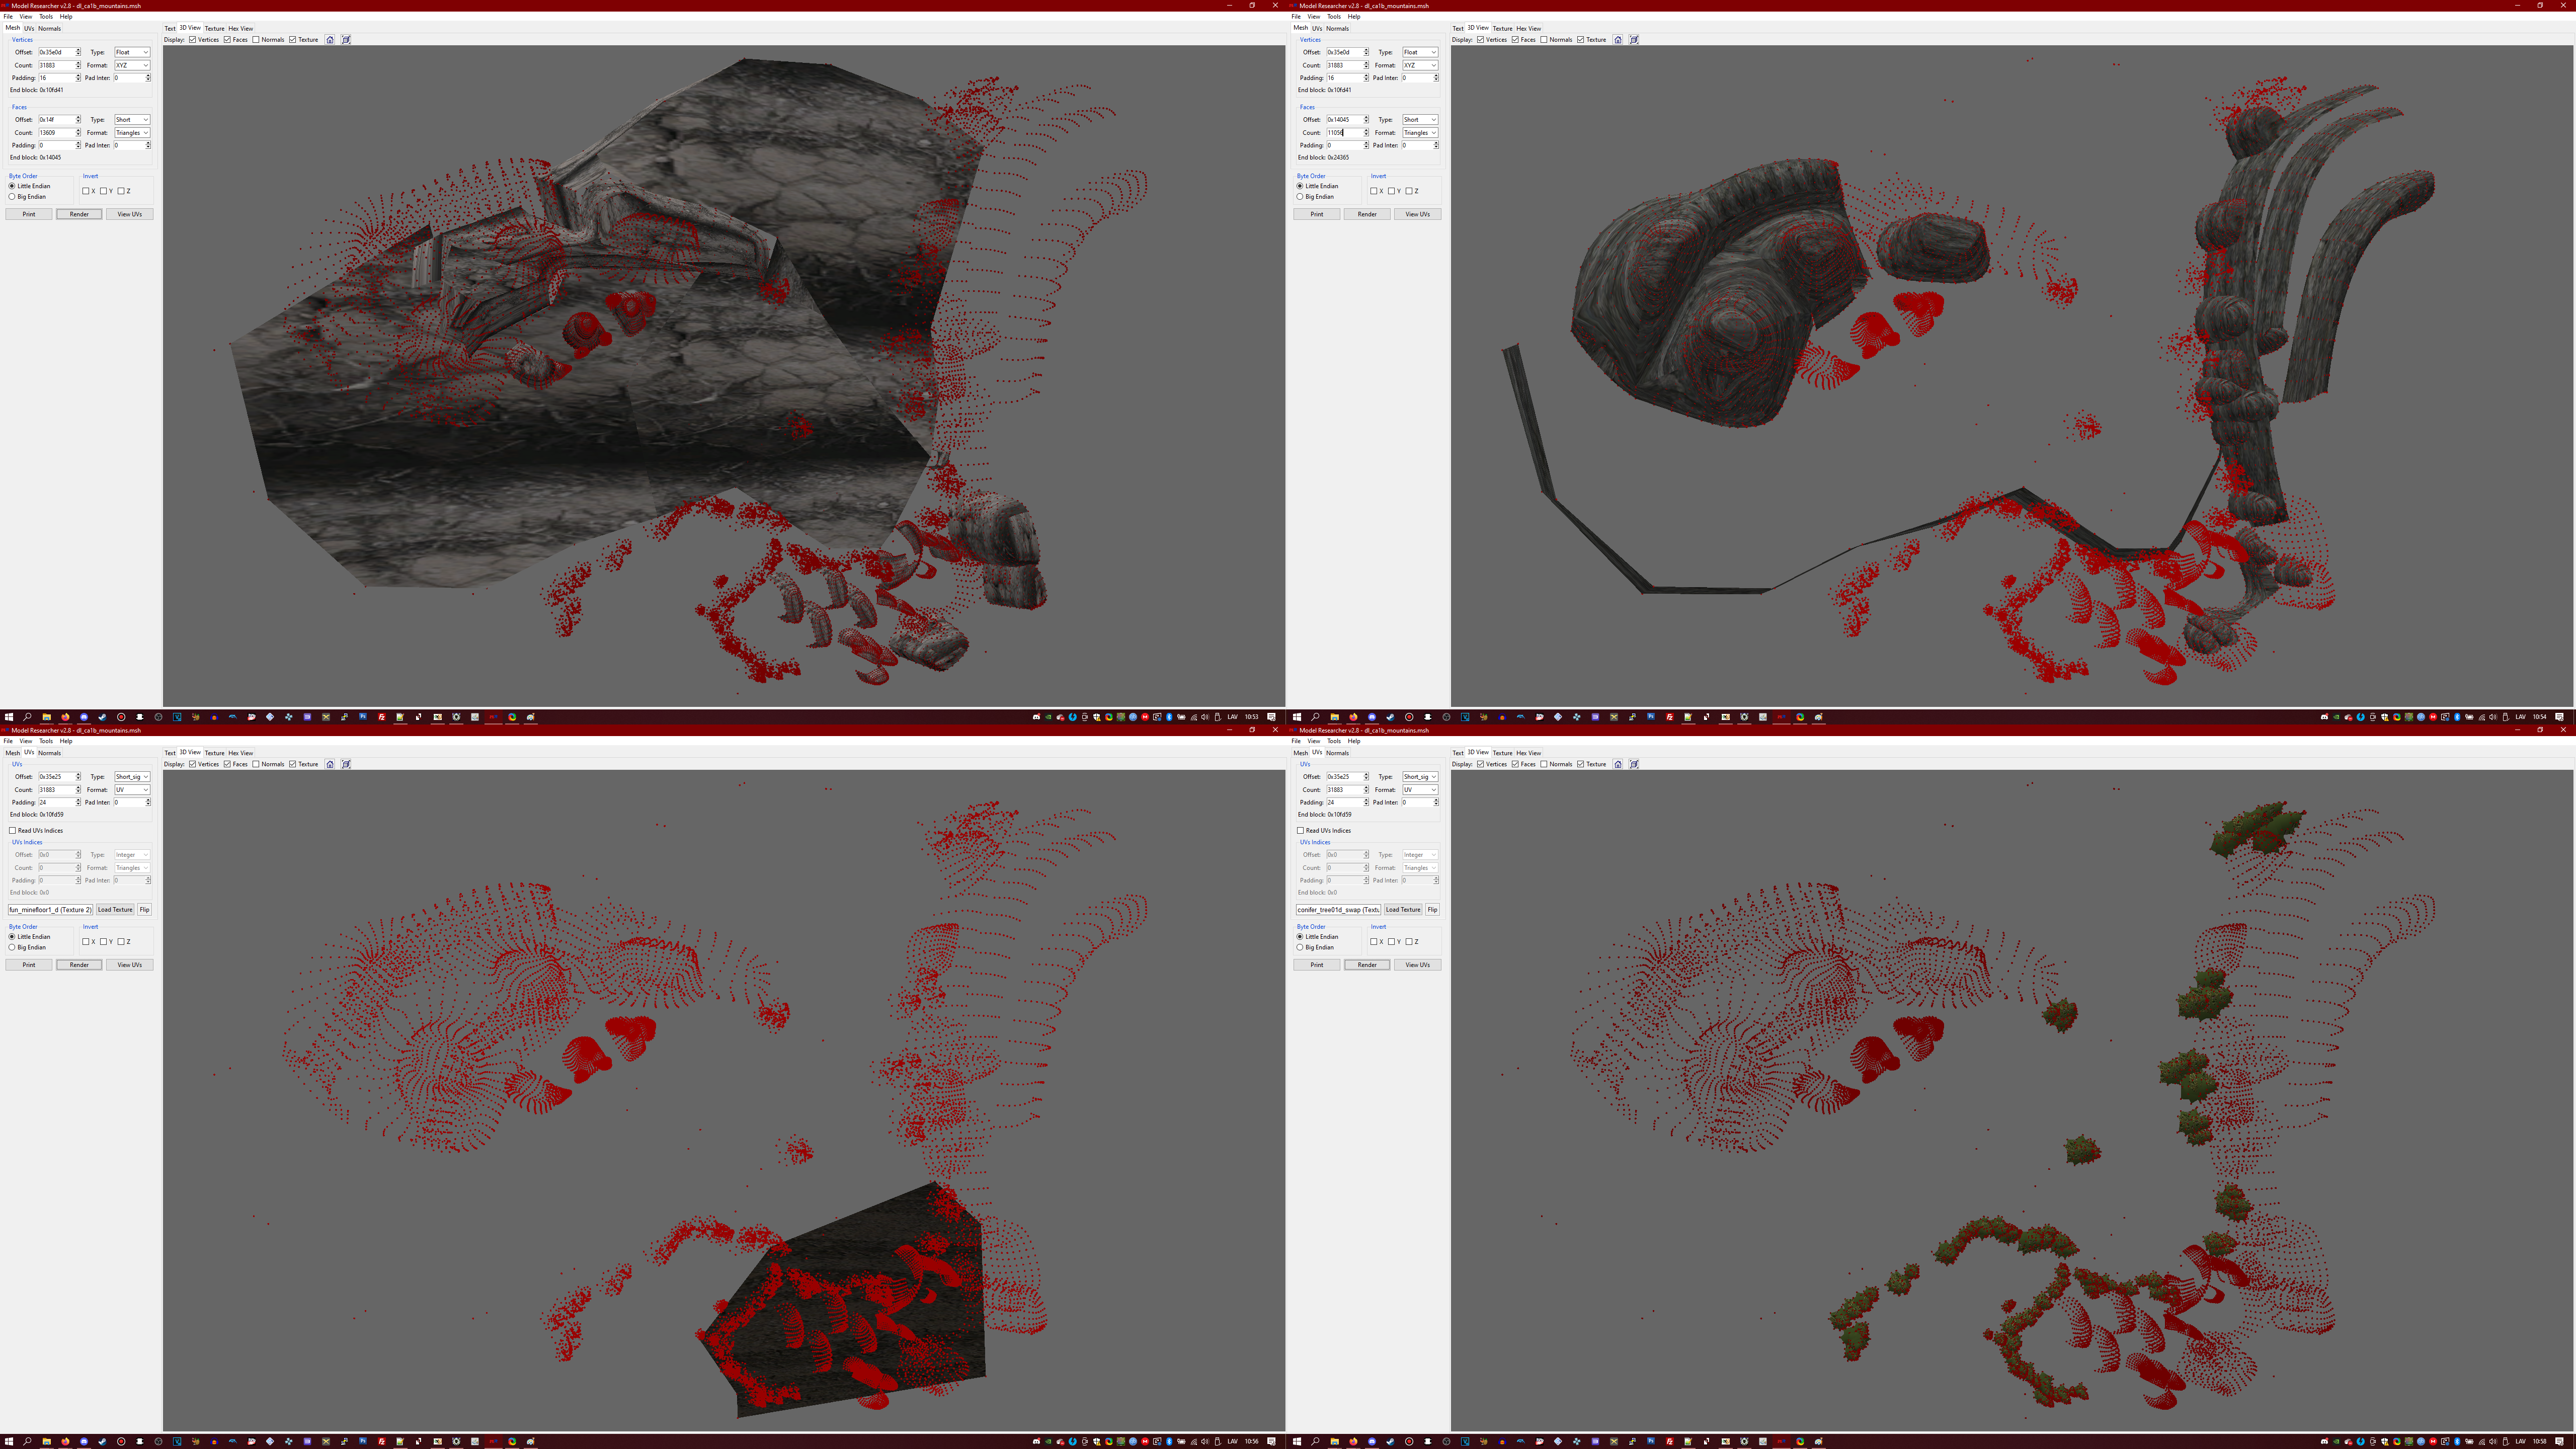 Model Researcher v2.8 - dl_ca1b_mountains.msh
File View Tools Help
Mesh UVs Normals
Text 3D View Texture Hex View
Display: Vertices Faces Normals Texture
Vertices
Offset: 0x35e0d Type: Float
Count: 31883 Format: XYZ
Padding: 16 Pad Inter: 0
End block: 0x10fd41
Faces
Offset: 0x14f Type: Short
Count: 13609 Format: Triangles
Padding: 0 Pad Inter: 0
End block: 0x14045
Byte Order Invert
Little Endian X Y Z
Big Endian
Print Render View UVs
LAV 10:53
Model Researcher v2.8 - dl_ca1b_mountains.msh
File View Tools Help
Mesh UVs Normals
Text 3D View Texture Hex View
Display: Vertices Faces Normals Texture
Vertices
Offset: 0x35e0d Type: Float
Count: 31883 Format: XYZ
Padding: 16 Pad Inter: 0
End block: 0x10fd41
Faces
Offset: 0x14045 Type: Short
Count: 11056 Format: Triangles
Padding: 0 Pad Inter: 0
End block: 0x24365
Byte Order Invert
Little Endian X Y Z
Big Endian
Print Render View UVs
LAV 10:54
Model Researcher v2.8 - dl_ca1b_mountains.msh
File View Tools Help
Mesh UVs Normals
Text 3D View Texture Hex View
Display: Vertices Faces Normals Texture
UVs
Offset: 0x35e25 Type: Short_sig
Count: 31883 Format: UV
Padding: 24 Pad Inter: 0
End block: 0x10fd59
Read UVs Indices
UVs Indices
Offset: 0x0 Type: Integer
Count: 0 Format: Triangles
Padding: 0 Pad Inter: 0
End block: 0x0
fun_minefloor1_d (Texture 2) Load Texture Flip
Byte Order Invert
Little Endian X Y Z
Big Endian
Print Render View UVs
LAV 10:56
Model Researcher v2.8 - dl_ca1b_mountains.msh
File View Tools Help
Mesh UVs Normals
Text 3D View Texture Hex View
Display: Vertices Faces Normals Texture
UVs
Offset: 0x35e25 Type: Short_sig
Count: 31883 Format: UV
Padding: 24 Pad Inter: 0
End block: 0x10fd59
Read UVs Indices
UVs Indices
Offset: 0x0 Type: Integer
Count: 0 Format: Triangles
Padding: 0 Pad Inter: 0
End block: 0x0
conifer_tree01d_swap (Textu Load Texture Flip
Byte Order Invert
Little Endian X Y Z
Big Endian
Print Render View UVs
LAV 10:58